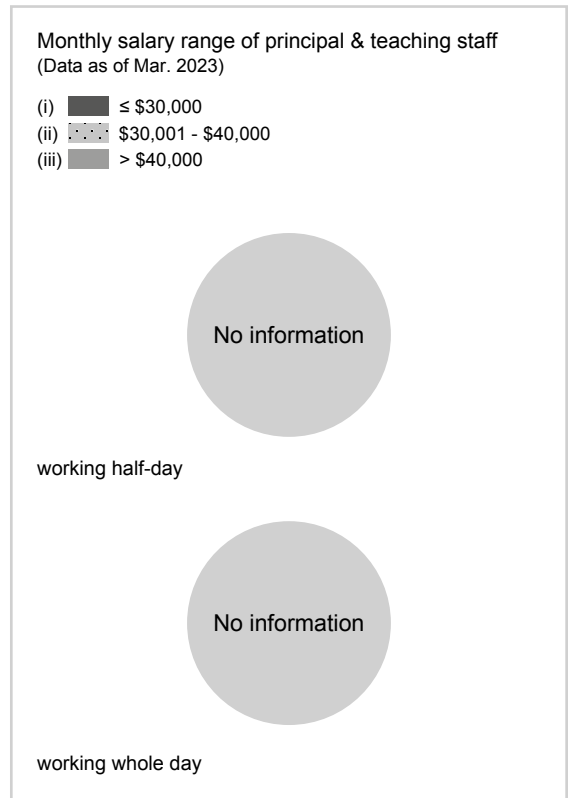 Monthly salary range of principal & teaching staff
(Data as of Mar. 2023)
(i) ≤ $30,000
(ii) $30,001 - $40,000
(iii) > $40,000
No information
working half-day
No information
working whole day